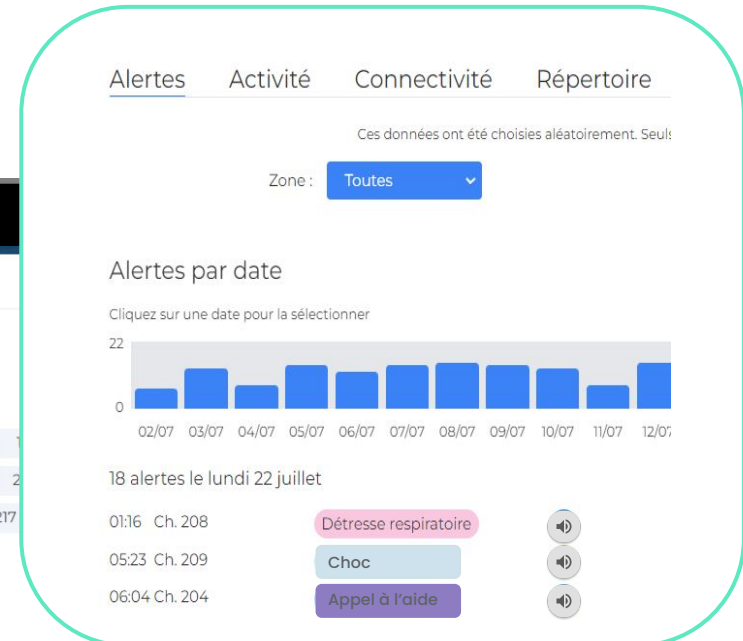 Alertes Activité Connectivité Répertoire
Ces données ont été choisies aléatoirement. Seuls
Zone : Toutes
Alertes par date
Cliquez sur une date pour la sélectionner
22
0
02/07 03/07 04/07 05/07 06/07 07/07 08/07 09/07 10/07 11/07 12/07
18 alertes le lundi 22 juillet
01:16 Ch. 208 Détresse respiratoire
05:23 Ch. 209 Choc
06:04 Ch. 204 Appel à l'aide
217